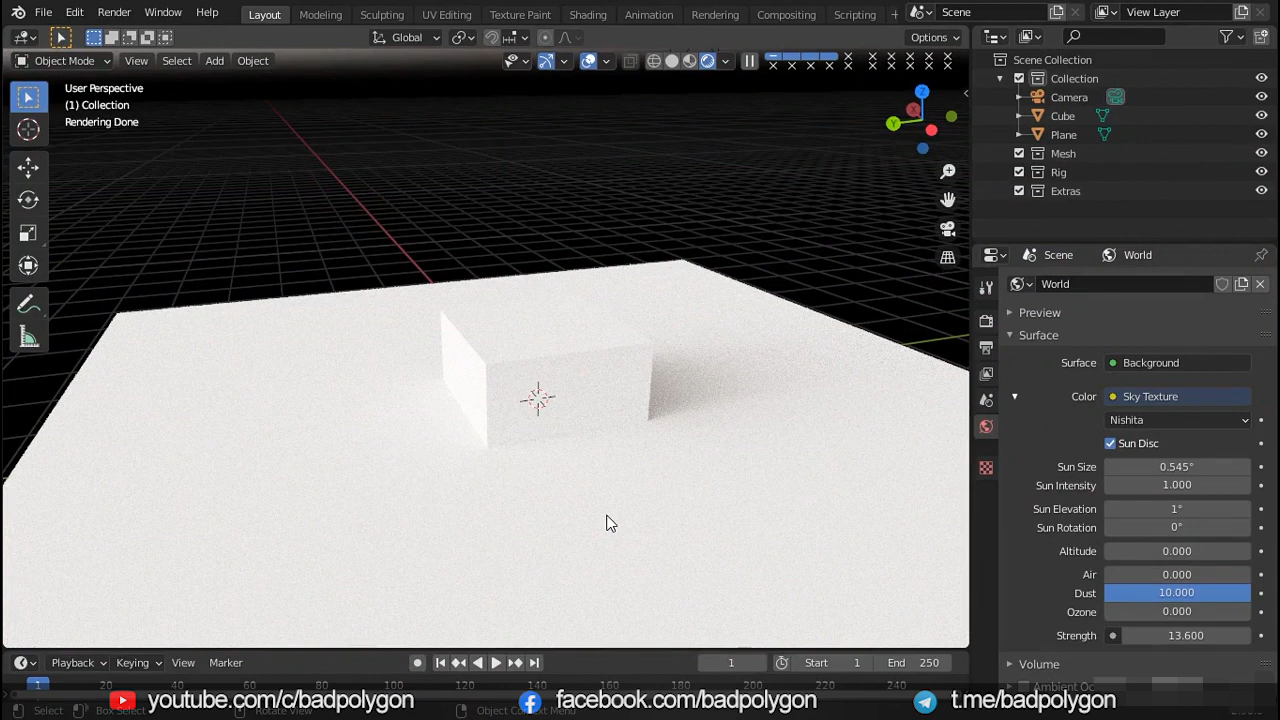 File Edit Render Window Help Layout Modeling Sculpting UV Editing Texture Paint Shading Animation Rendering Compositing Scripting + Scene View Layer
Global Options
Object Mode View Select Add Object
User Perspective
(1) Collection
Rendering Done
Z
X
Y
Scene Collection
Collection
Camera
Cube
Plane
Mesh
Rig
Extras
Scene World
World
Preview
Surface
Surface Background
Color Sky Texture
Nishita
Sun Disc
Sun Size 0.545°
Sun Intensity 1.000
Sun Elevation 1°
Sun Rotation 0°
Altitude 0.000
Air 0.000
Dust 10.000
Ozone 0.000
Strength 13.600
Volume
Ambient Oc
Playback Keying View Marker 1 Start 1 End 250
1 20 40 60 80 100 120 140 160 180 200 220 240
youtube.com/c/badpolygon facebook.com/badpolygon t.me/badpolygon
Select Box Select Rotate View Object Context Menu